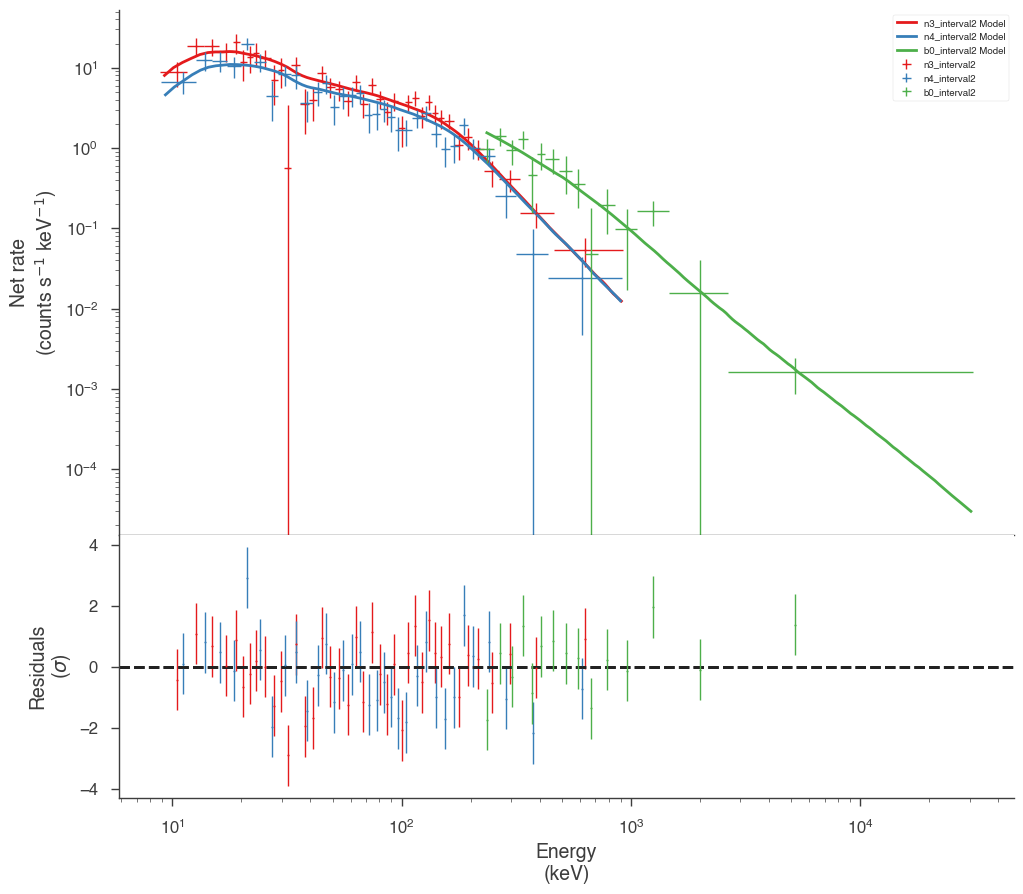 n3_interval2 Model
n4_interval2 Model
b0_interval2 Model
n3_interval2
n4_interval2
b0_interval2
Net rate
(counts s⁻¹ keV⁻¹)
10¹
10⁰
10⁻¹
10⁻²
10⁻³
10⁻⁴
Residuals
(σ)
4
2
0
−2
−4
10¹ 10² 10³ 10⁴
Energy
(keV)